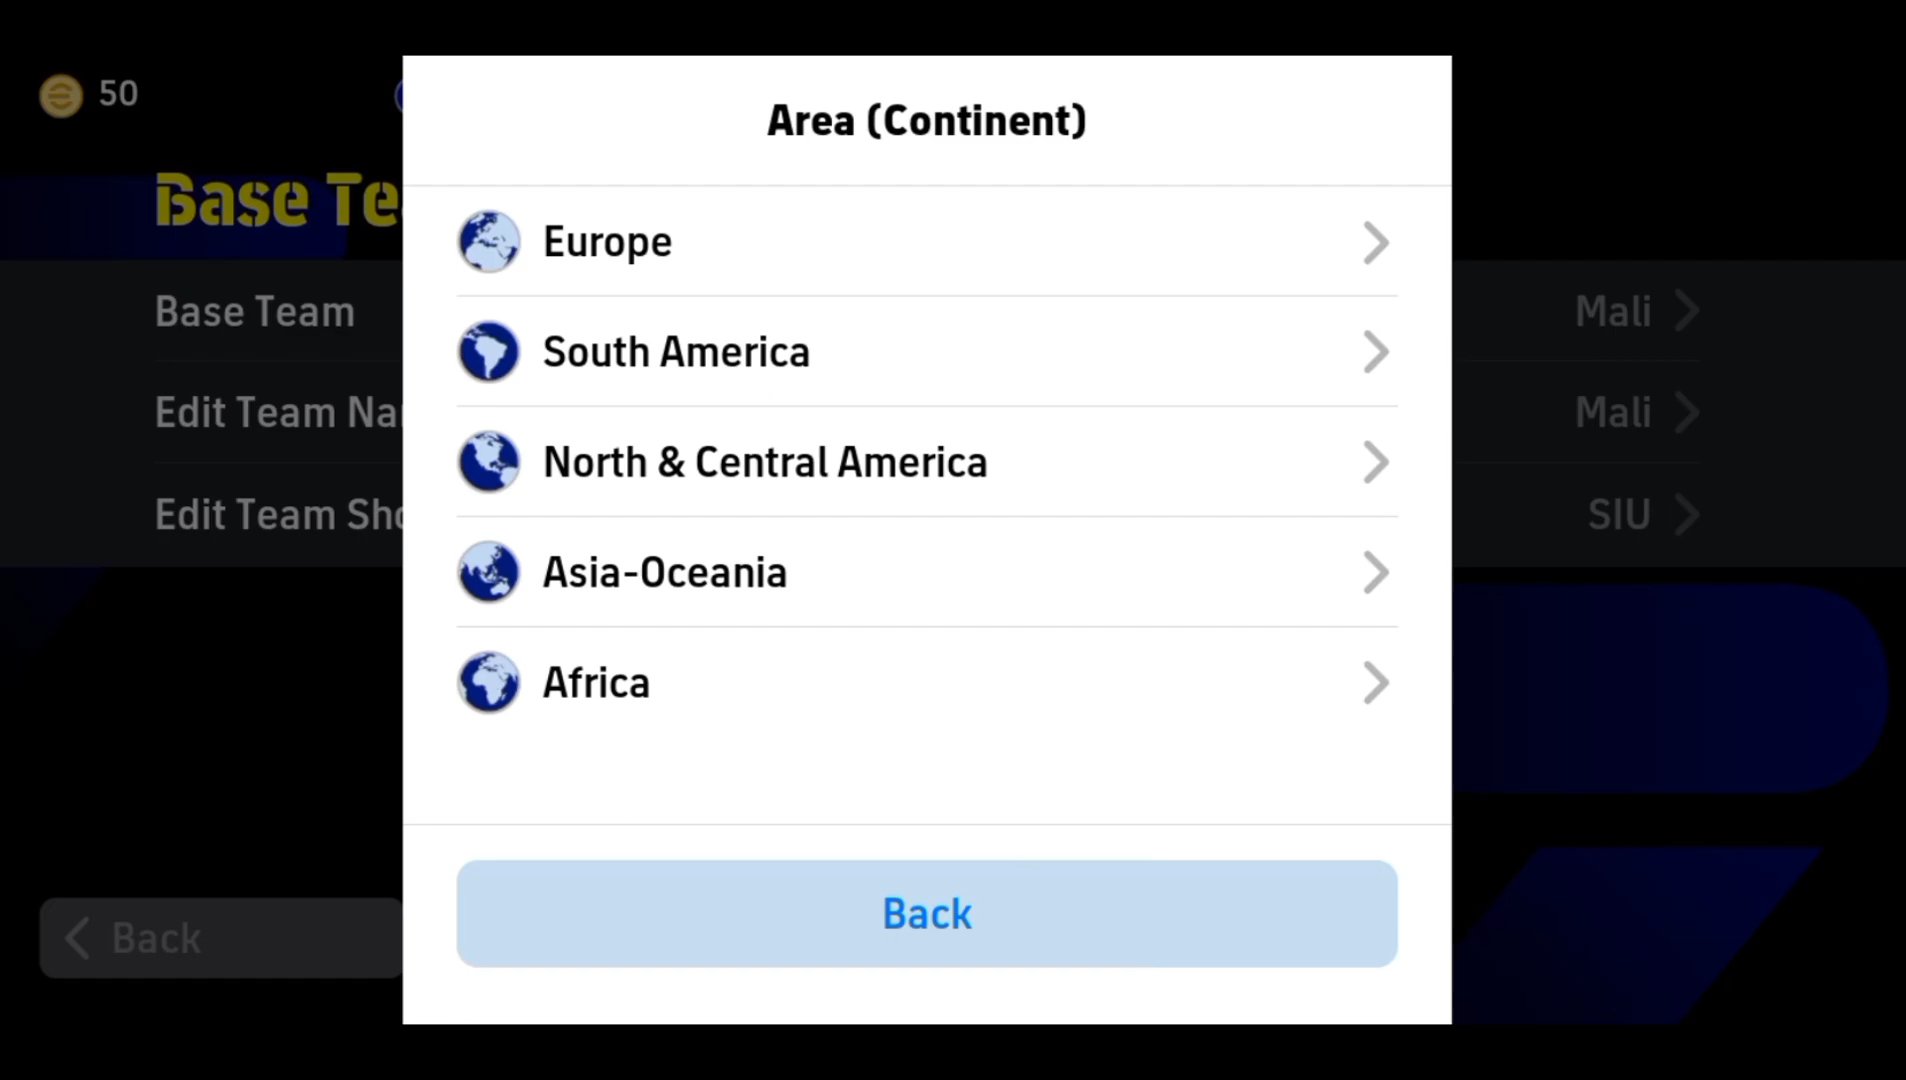 50
Area (Continent)
Base Te
Europe
Base Team
Mali
South America
Edit Team Na
Mali
North & Central America
Edit Team Sho
SIU
Asia-Oceania
Africa
Back
Back